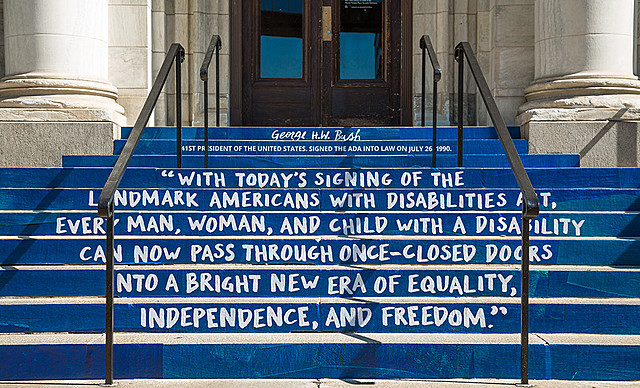 George H.W. Bush
41ST PRESIDENT OF THE UNITED STATES. SIGNED THE ADA INTO LAW ON JULY 26 1990.
"WITH TODAY'S SIGNING OF THE
LANDMARK AMERICANS WITH DISABILITIES ACT,
EVERY MAN, WOMAN, AND CHILD WITH A DISABILITY
CAN NOW PASS THROUGH ONCE-CLOSED DOORS
INTO A BRIGHT NEW ERA OF EQUALITY,
INDEPENDENCE, AND FREEDOM."